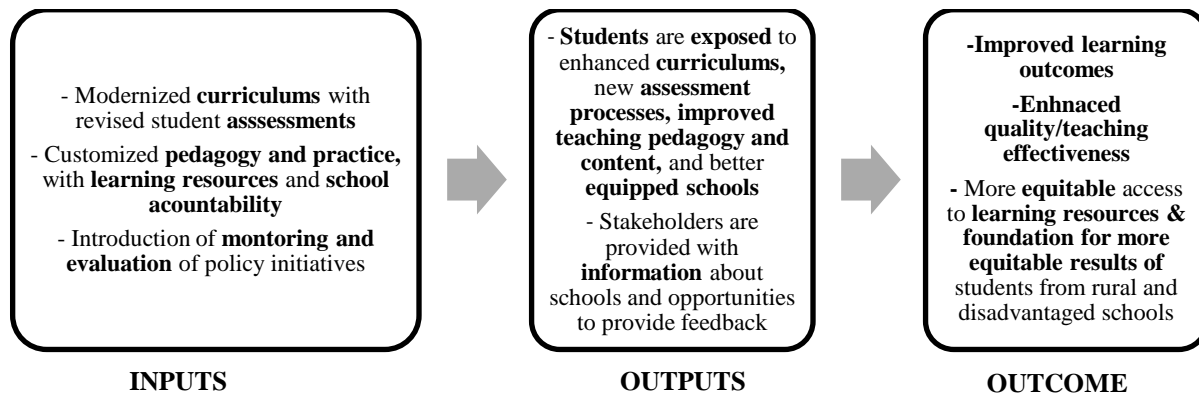 - Modernized curriculums with
revised student asssessments
- Customized pedagogy and practice,
with learning resources and school
acountability
- Introduction of montoring and
evaluation of policy initiatives
INPUTS
- Students are exposed to
enhanced curriculums,
new assessment
processes, improved
teaching pedagogy and
content, and better
equipped schools
- Stakeholders are
provided with
information about
schools and opportunities
to provide feedback
OUTPUTS
-Improved learning
outcomes
-Enhnaced
quality/teaching
effectiveness
- More equitable access
to learning resources &
foundation for more
equitable results of
students from rural and
disadvantaged schools
OUTCOME